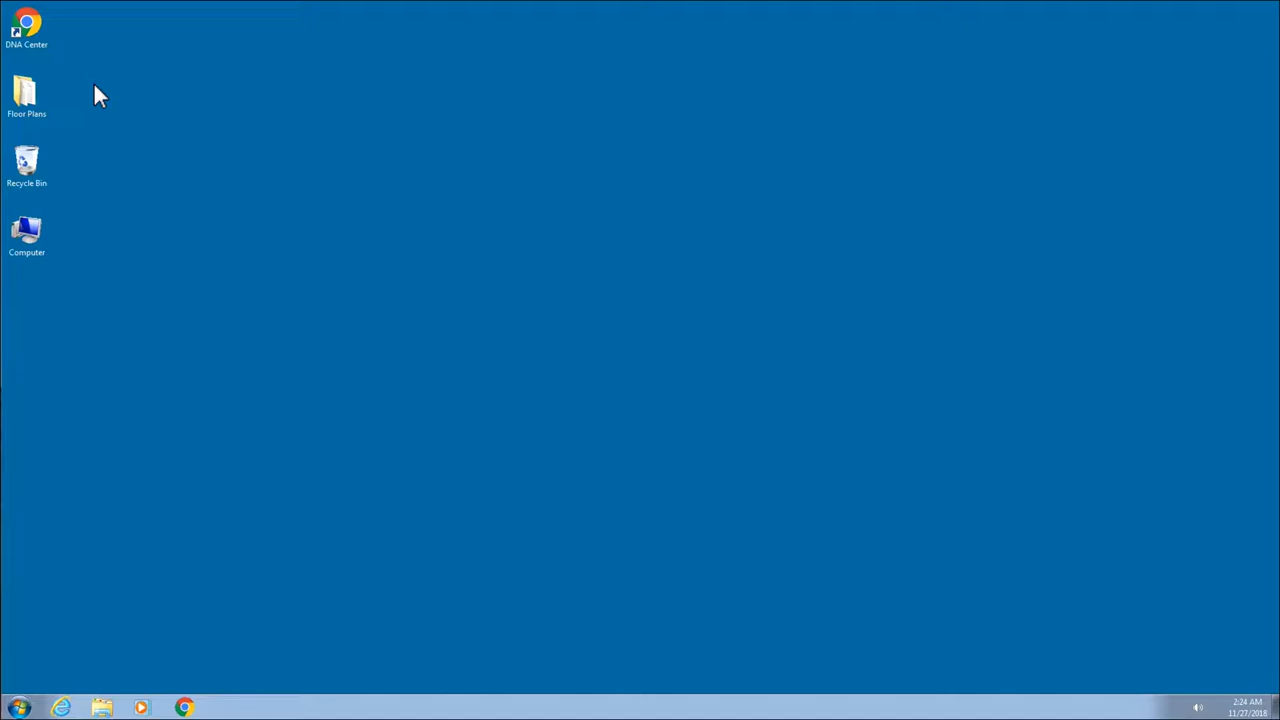 DNA Center
Floor Plans
Recycle Bin
Computer
2:24 AM
11/27/2018